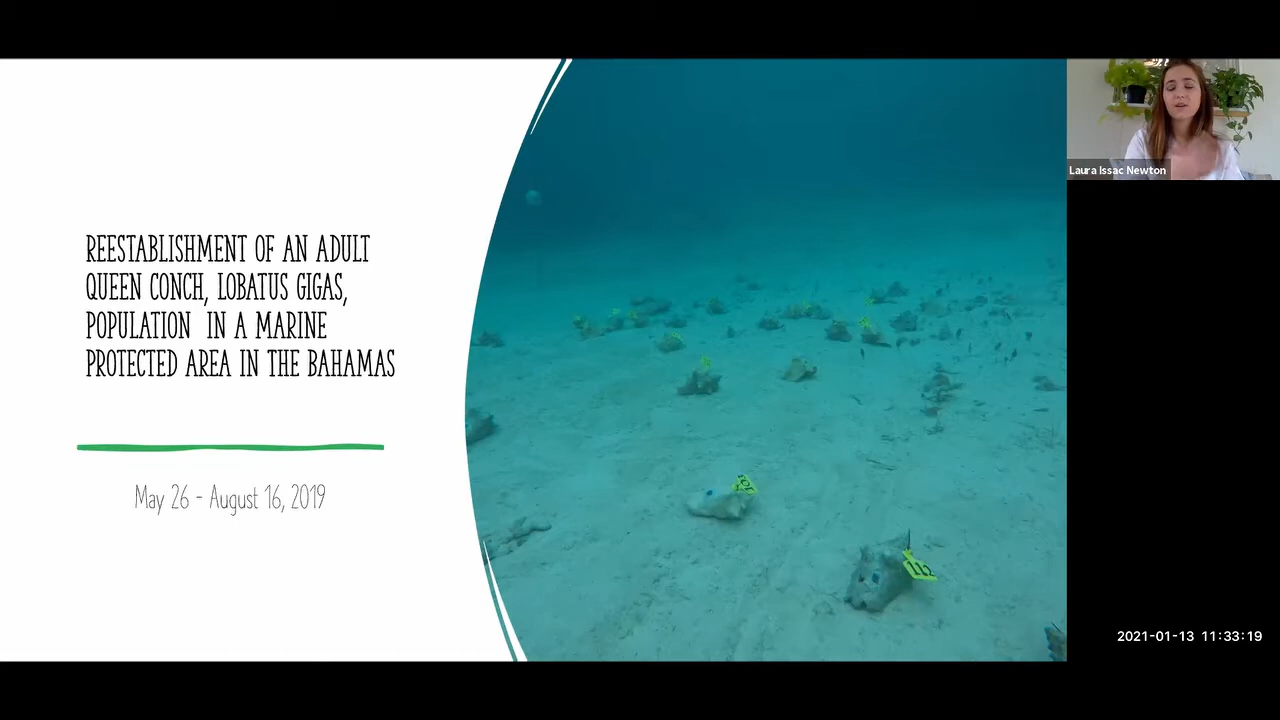 REESTABLISHMENT OF AN ADULT
QUEEN CONCH, LOBATUS GIGAS,
POPULATION IN A MARINE
PROTECTED AREA IN THE BAHAMAS
May 26 - August 16, 2019
Laura Issac Newton
112
2021-01-13 11:33:19